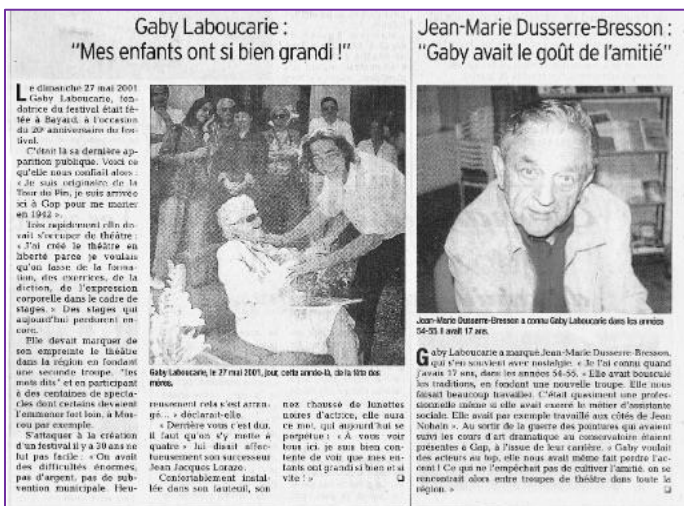 Gaby Laboucarie :
"Mes enfants ont si bien grandi !"
Le dimanche 27 mai 2001
Gaby Laboucarie, fon-
datrice du festival était fê-
tée à Bayard, à l'occasion
du 20e anniversaire du fes-
tival.
C'était là sa dernière ap-
parition publique. Voici ce
qu'elle nous confiait alors :
« Je suis originaire de la
Tour du Pin, je suis arrivée
ici à Gap pour me marier
en 1942 ».
Très rapidement elle de-
vait s'occuper de théâtre :
« J'ai créé le théâtre en
liberté parce je voulais
qu'on fasse de la forma-
tion, des exercices, de la
diction, de l'expression
corporelle dans le cadre de
stages. » Des stages qui
aujourd'hui perdurent en-
core.
Elle devait marquer de
son empreinte le théâtre
dans la région en fondant
une seconde troupe, "les
mots dits" et en participant
à des centaines de specta-
cles dont certains devaient
l'emmener fort loin, à Mos-
cou par exemple.
S'attaquer à la création
d'un festival il y a 30 ans ne
fut pas facile : « On avait
des difficultés énormes,
pas d'argent, pas de sub-
vention municipale. Heu-
Gaby Laboucarie, le 27 mai 2001, jour, cette année-là, de la fête des
mères.
reusement cela s'est arran-
gé... » déclarait-elle.
« Derrière vous c'est dur,
il faut qu'on s'y mette à
quatre » lui disait affec-
tueusement son successeur
Jean Jacques Lorazo.
Confortablement instal-
lée dans son fauteuil, son
nez chaussé de lunettes
noires d'actrice, elle aura
ce mot, qui aujourd'hui se
perpétue : « À vous voir
tous ici, je suis bien con-
tente de voir que mes en-
fants ont grandi si bien et si
vite ! »
Jean-Marie Dusserre-Bresson :
"Gaby avait le goût de l'amitié"
Jean-Marie Dusserre-Bresson a connu Gaby Laboucarie dans les années
54-55. Il avait 17 ans.
Gaby Laboucarie a marqué Jean-Marie Dusserre-Bresson,
qui s'en souvient avec nostalgie. « Je l'ai connu quand
j'avais 17 ans, dans les années 54-55. « Elle avait bousculé
les traditions, en fondant une nouvelle troupe. Elle nous
faisait beaucoup travailler. C'était quasiment une profes-
sionnelle même si elle avait exercé le métier d'assistante
sociale. Elle avait par exemple travaillé aux côtés de Jean
Nohain ». Au sortir de la guerre des pointures qui avaient
suivi les cours d'art dramatique au conservatoire étaient
présentes à Gap, à l'issue de leur carrière. « Gaby voulait
des acteurs au top, elle nous avait même fait perdre l'ac-
cent ! Ce qui ne l'empêchait pas de cultiver l'amitié, on se
rencontrait alors entre troupes de théâtre dans toute la
région. »